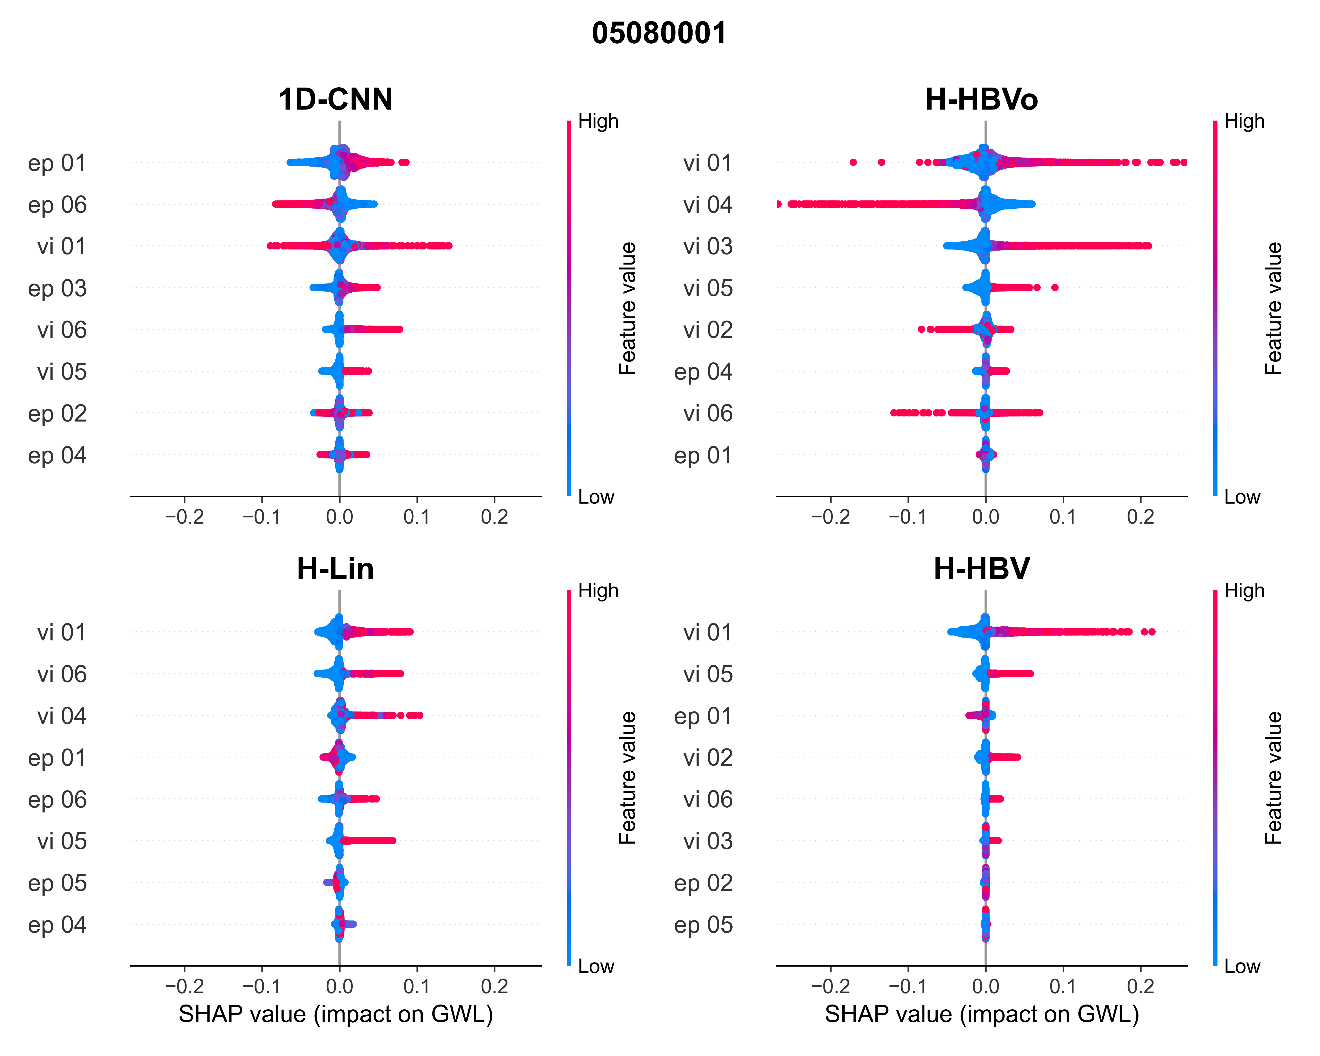 05080001
1D-CNN
High
ep 01
ep 06
vi 01
ep 03
vi 06
vi 05
ep 02
ep 04
Feature value
Low
−0.2 −0.1 0.0 0.1 0.2
H-HBVo
High
vi 01
vi 04
vi 03
vi 05
vi 02
ep 04
vi 06
ep 01
Feature value
Low
−0.2 −0.1 0.0 0.1 0.2
H-Lin
High
vi 01
vi 06
vi 04
ep 01
ep 06
vi 05
ep 05
ep 04
Feature value
Low
−0.2 −0.1 0.0 0.1 0.2
SHAP value (impact on GWL)
H-HBV
High
vi 01
vi 05
ep 01
vi 02
vi 06
vi 03
ep 02
ep 05
Feature value
Low
−0.2 −0.1 0.0 0.1 0.2
SHAP value (impact on GWL)